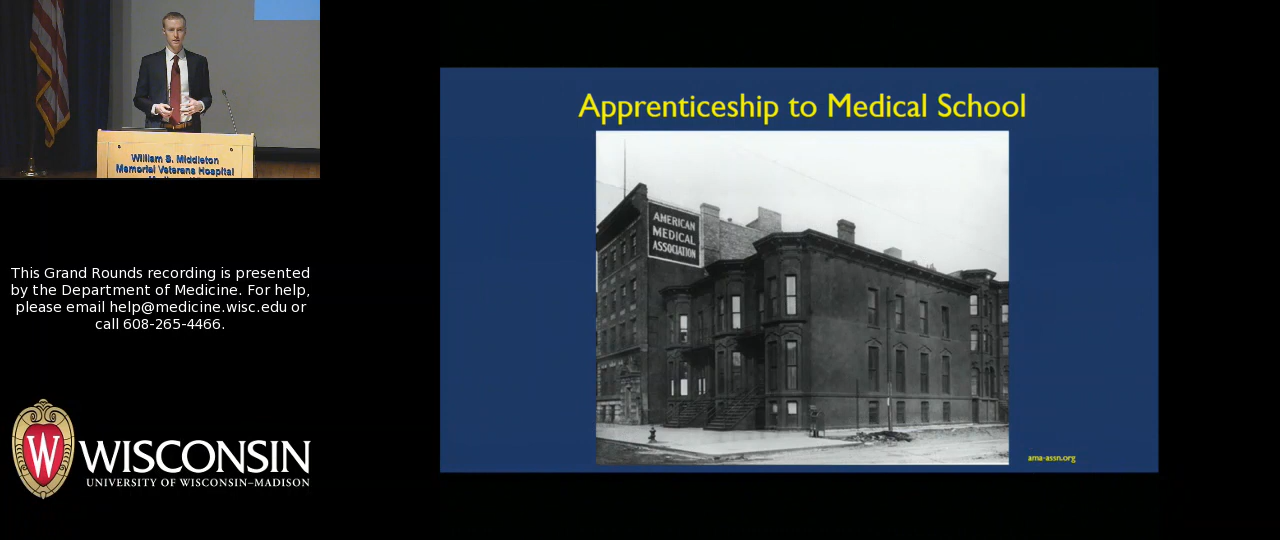 William S. Middleton
Memorial Veterans Hospital
This Grand Rounds recording is presented
by the Department of Medicine. For help,
please email help@medicine.wisc.edu or
call 608-265-4466.
W
WISCONSIN
UNIVERSITY OF WISCONSIN–MADISON
Apprenticeship to Medical School
AMERICAN
MEDICAL
ASSOCIATION
ama-assn.org